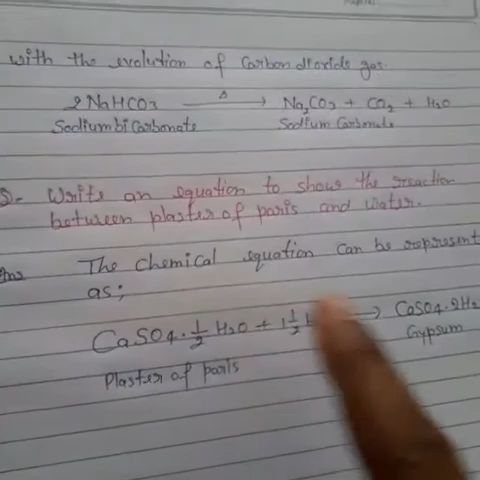 with the evolution of Carbon dioxide gas.
2NaHCO3 Δ → Na2CO3 + CO2 + H2O
Sodium bi Carbonate Sodium Carbonate
Q- Write an equation to show the reaction
between plaster of paris and water.
Ans The chemical equation can be represent
as;
CaSO4·1/2 H2O + 1 1/2 → CaSO4·2H2
Plaster of paris Gypsum